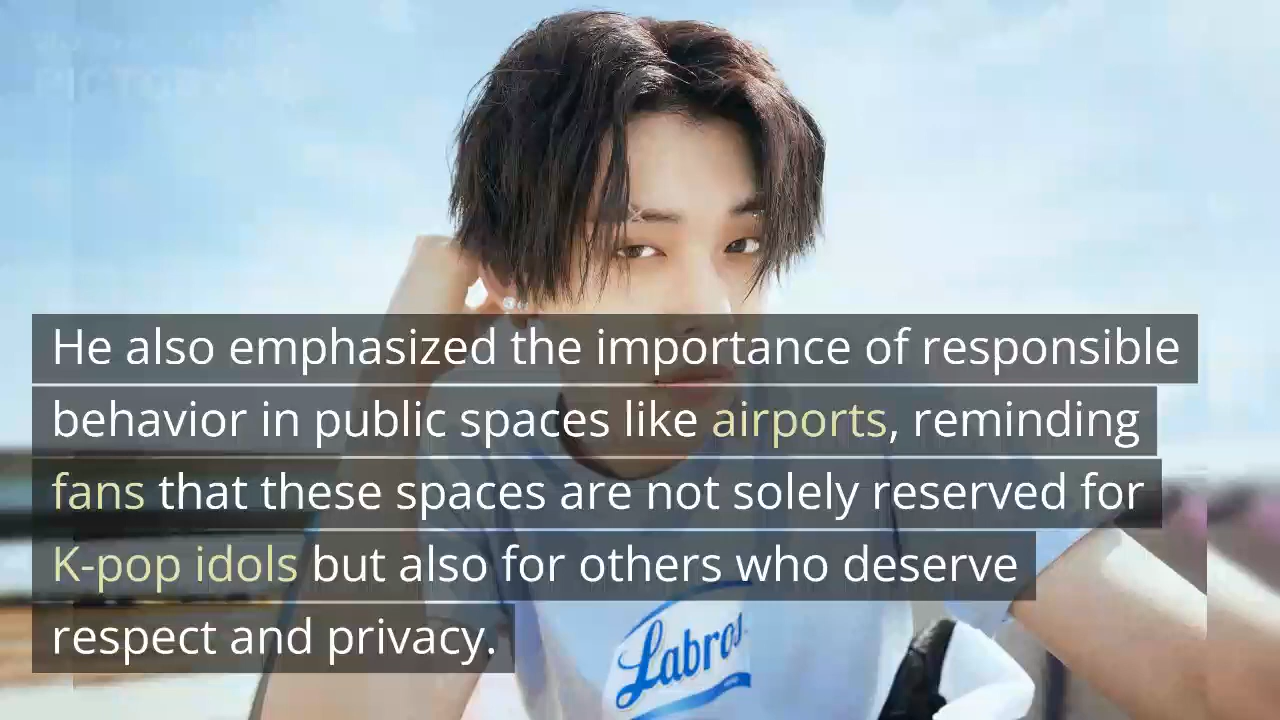 He also emphasized the importance of responsible
behavior in public spaces like airports, reminding
fans that these spaces are not solely reserved for
K-pop idols but also for others who deserve
respect and privacy.
Labros